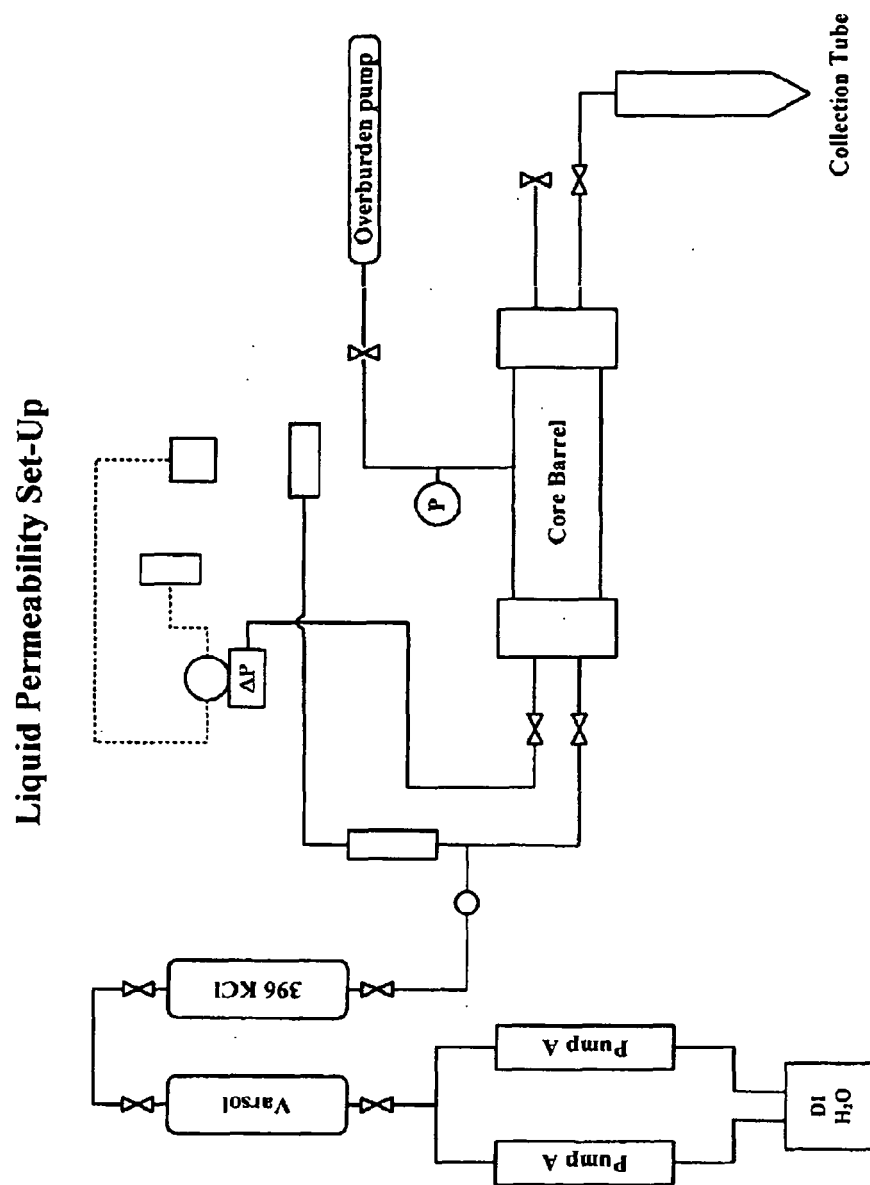 Liquid Permeability Set-Up
Overburden pump
Collection Tube
ΔP
P
Core Barrel
396 KCl
Varsol
Pump A
Pump A
DI
H₂O